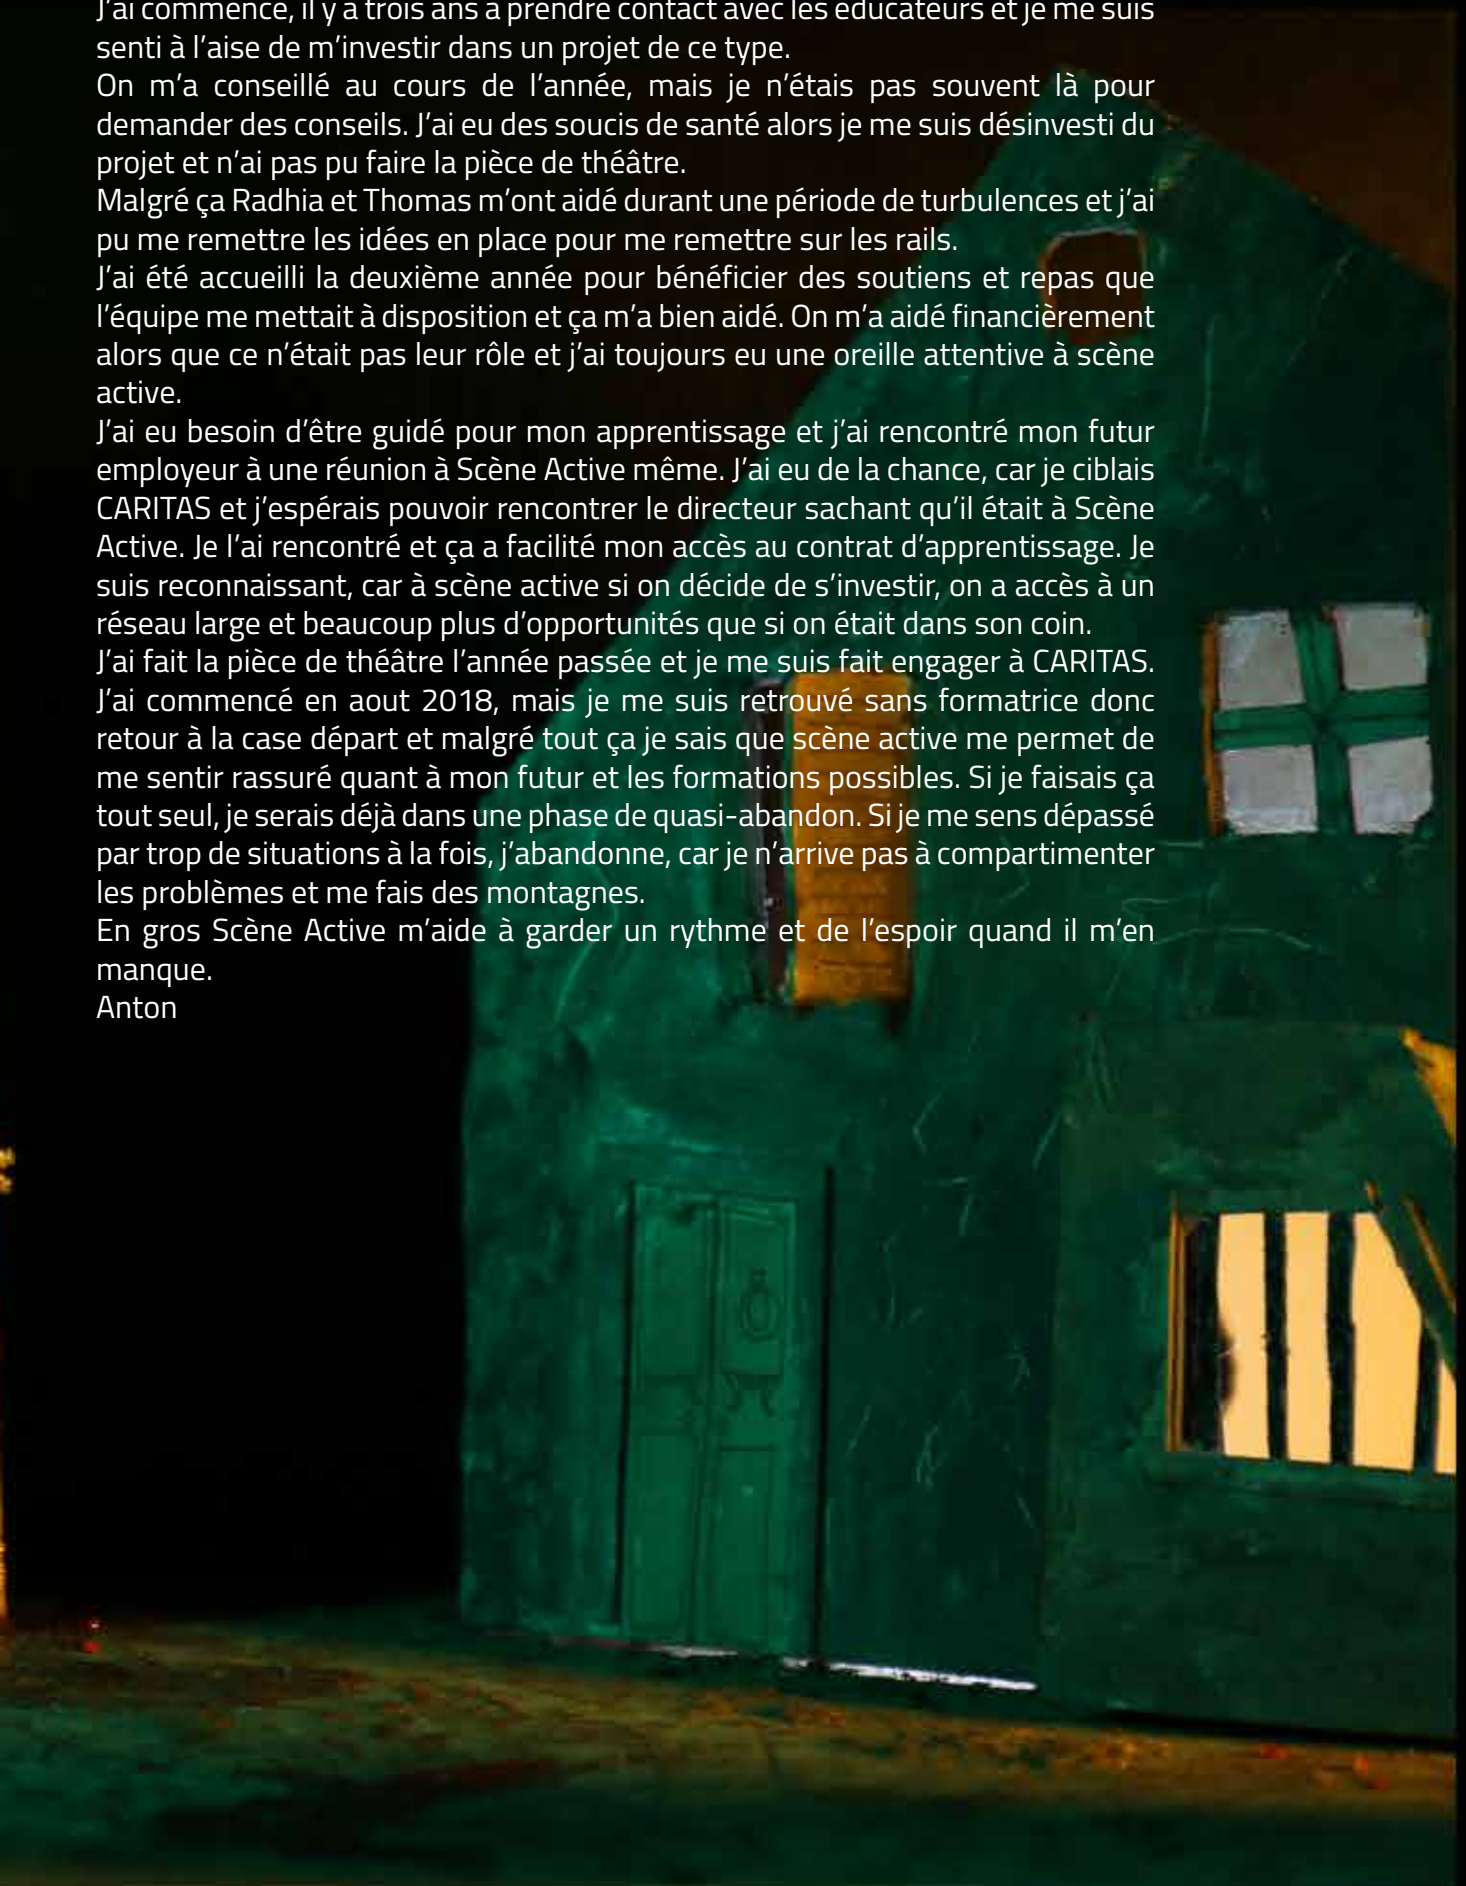 J'ai commencé, il y a trois ans à prendre contact avec les éducateurs et je me suis
senti à l'aise de m'investir dans un projet de ce type.
On m'a conseillé au cours de l'année, mais je n'étais pas souvent là pour
demander des conseils. J'ai eu des soucis de santé alors je me suis désinvesti du
projet et n'ai pas pu faire la pièce de théâtre.
Malgré ça Radhia et Thomas m'ont aidé durant une période de turbulences et j'ai
pu me remettre les idées en place pour me remettre sur les rails.
J'ai été accueilli la deuxième année pour bénéficier des soutiens et repas que
l'équipe me mettait à disposition et ça m'a bien aidé. On m'a aidé financièrement
alors que ce n'était pas leur rôle et j'ai toujours eu une oreille attentive à scène
active.
J'ai eu besoin d'être guidé pour mon apprentissage et j'ai rencontré mon futur
employeur à une réunion à Scène Active même. J'ai eu de la chance, car je ciblais
CARITAS et j'espérais pouvoir rencontrer le directeur sachant qu'il était à Scène
Active. Je l'ai rencontré et ça a facilité mon accès au contrat d'apprentissage. Je
suis reconnaissant, car à scène active si on décide de s'investir, on a accès à un
réseau large et beaucoup plus d'opportunités que si on était dans son coin.
J'ai fait la pièce de théâtre l'année passée et je me suis fait engager à CARITAS.
J'ai commencé en aout 2018, mais je me suis retrouvé sans formatrice donc
retour à la case départ et malgré tout ça je sais que scène active me permet de
me sentir rassuré quant à mon futur et les formations possibles. Si je faisais ça
tout seul, je serais déjà dans une phase de quasi-abandon. Si je me sens dépassé
par trop de situations à la fois, j'abandonne, car je n'arrive pas à compartimenter
les problèmes et me fais des montagnes.
En gros Scène Active m'aide à garder un rythme et de l'espoir quand il m'en
manque.
Anton